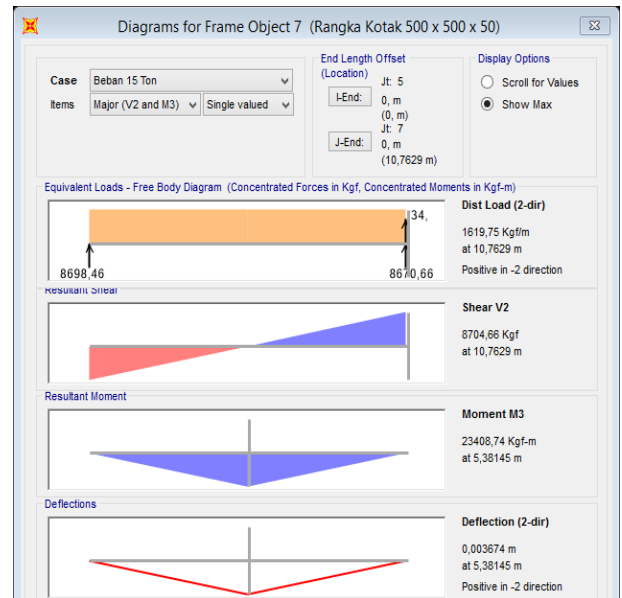 Diagrams for Frame Object 7 (Rangka Kotak 500 x 500 x 50)
Case Beban 15 Ton
Items Major (V2 and M3) Single valued
End Length Offset
(Location)
Jt: 5
I-End: 0, m
(0, m)
Jt: 7
J-End: 0, m
(10,7629 m)
Display Options
Scroll for Values
Show Max
Equivalent Loads - Free Body Diagram (Concentrated Forces in Kgf, Concentrated Moments in Kgf-m)
34,
8698,46
8670,66
Dist Load (2-dir)
1619,75 Kgf/m
at 10,7629 m
Positive in -2 direction
Resultant Shear
Shear V2
8704,66 Kgf
at 10,7629 m
Resultant Moment
Moment M3
23408,74 Kgf-m
at 5,38145 m
Deflections
Deflection (2-dir)
0,003674 m
at 5,38145 m
Positive in -2 direction